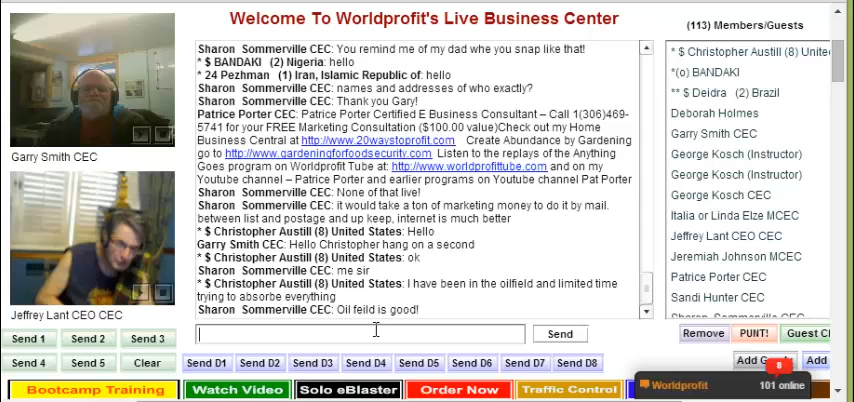 Welcome To Worldprofit's Live Business Center
(113) Members/Guests
Garry Smith CEC
Jeffrey Lant CEO CEC
Sharon Sommerville CEC: You remind me of my dad whe you snap like that!
* $ BANDAKI (2) Nigeria: hello
* 24 Pezhman (1) Iran, Islamic Republic of: hello
Sharon Sommerville CEC: names and addresses of who exactly?
Sharon Sommerville CEC: Thank you Gary!
Patrice Porter CEC: Patrice Porter Certified E Business Consultant – Call 1(306)469-
5741 for your FREE Marketing Consultation ($100.00 value)Check out my Home
Business Central at http://www.20waystoprofit.com Create Abundance by Gardening
go to http://www.gardeningforfoodsecurity.com Listen to the replays of the Anything
Goes program on Worldprofit Tube at: http://www.worldprofittube.com and on my
Youtube channel – Patrice Porter and earlier programs on Youtube channel Pat Porter
Sharon Sommerville CEC: None of that live!
Sharon Sommerville CEC: it would take a ton of marketing money to do it by mail.
between list and postage and up keep, internet is much better
* $ Christopher Austill (8) United States: Hello
Garry Smith CEC: Hello Christopher hang on a second
* $ Christopher Austill (8) United States: ok
Sharon Sommerville CEC: me sir
* $ Christopher Austill (8) United States: I have been in the oilfield and limited time
trying to absorbe everything
Sharon Sommerville CEC: Oil feild is good!
* $ Christopher Austill (8) United
*(o) BANDAKI
** $ Deidra (2) Brazil
Deborah Holmes
Garry Smith CEC
George Kosch (Instructor)
George Kosch (Instructor)
George Kosch CEC
Italia or Linda Elze MCEC
Jeffrey Lant CEO CEC
Jeremiah Johnson MCEC
Patrice Porter CEC
Sandi Hunter CEC
Sharon Sommerville CEC
Send 1 Send 2 Send 3
Send
Remove PUNT! Guest
Send 4 Send 5 Clear
Send D1 Send D2 Send D3 Send D4 Send D5 Send D6 Send D7 Send D8
Add Add
8
Worldprofit 101 online
Bootcamp Training Watch Video Solo eBlaster Order Now Traffic Control